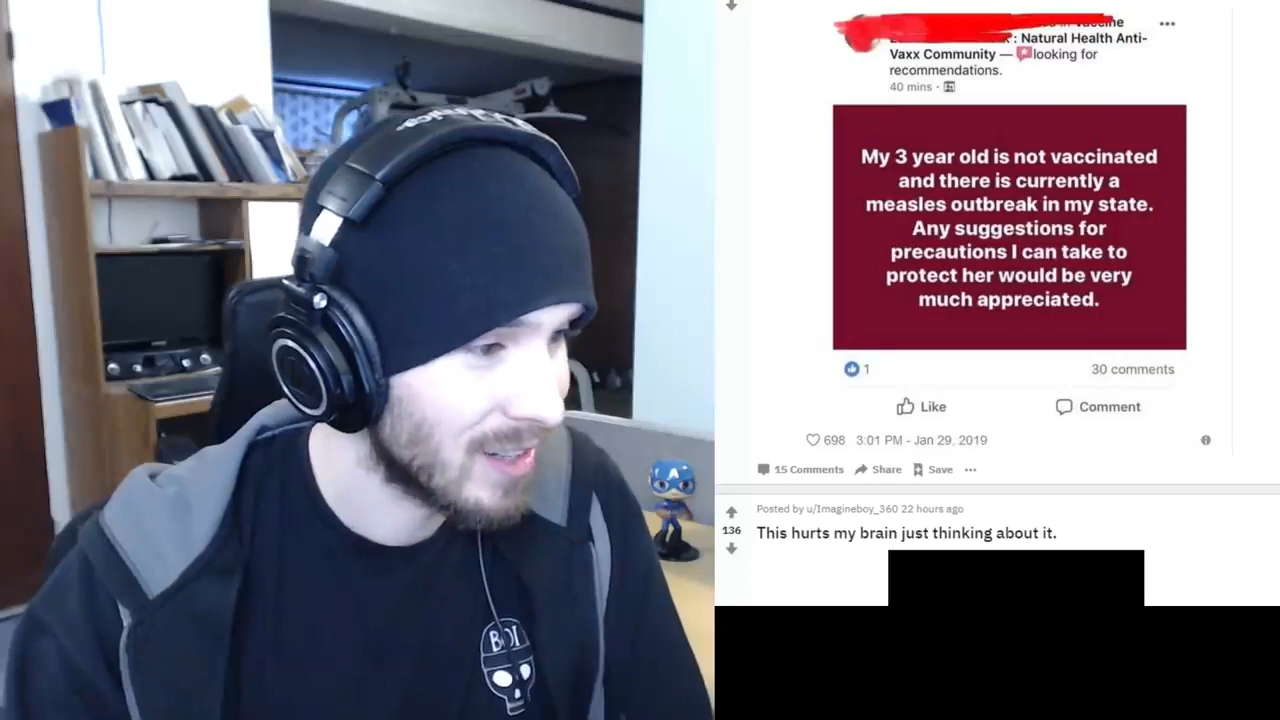 Vaccine
: Natural Health Anti-
Vaxx Community — looking for
recommendations.
40 mins ·
My 3 year old is not vaccinated
and there is currently a
measles outbreak in my state.
Any suggestions for
precautions I can take to
protect her would be very
much appreciated.
1
30 comments
Like
Comment
698 3:01 PM - Jan 29, 2019
15 Comments Share Save
Posted by u/Imagineboy_360 22 hours ago
136
This hurts my brain just thinking about it.
BOI
A